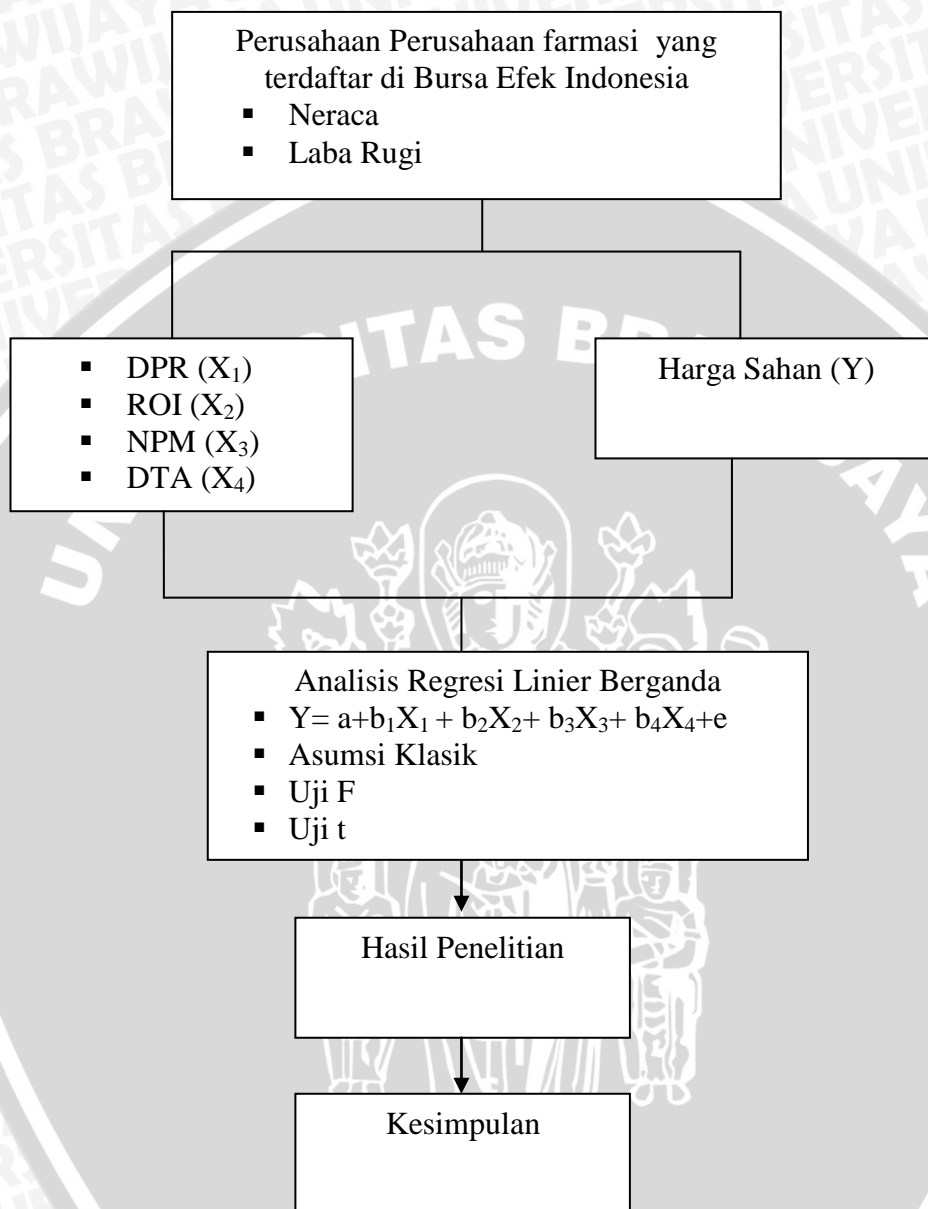 Perusahaan Perusahaan farmasi yang
terdaftar di Bursa Efek Indonesia
▪ Neraca
▪ Laba Rugi
▪ DPR (X₁)
▪ ROI (X₂)
▪ NPM (X₃)
▪ DTA (X₄)
Harga Sahan (Y)
Analisis Regresi Linier Berganda
▪ Y= a+b₁X₁ + b₂X₂+ b₃X₃+ b₄X₄+e
▪ Asumsi Klasik
▪ Uji F
▪ Uji t
Hasil Penelitian
Kesimpulan